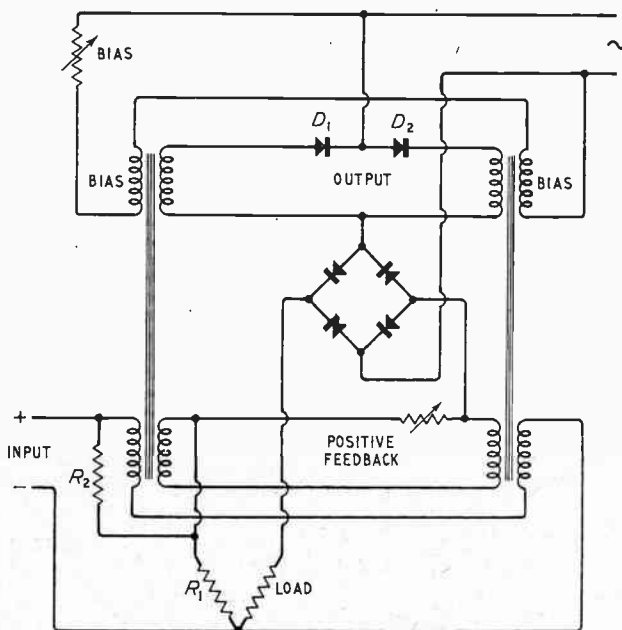 BIAS
~
D1 D2
BIAS
OUTPUT
BIAS
+
INPUT
R2
−
POSITIVE
FEEDBACK
R1
LOAD